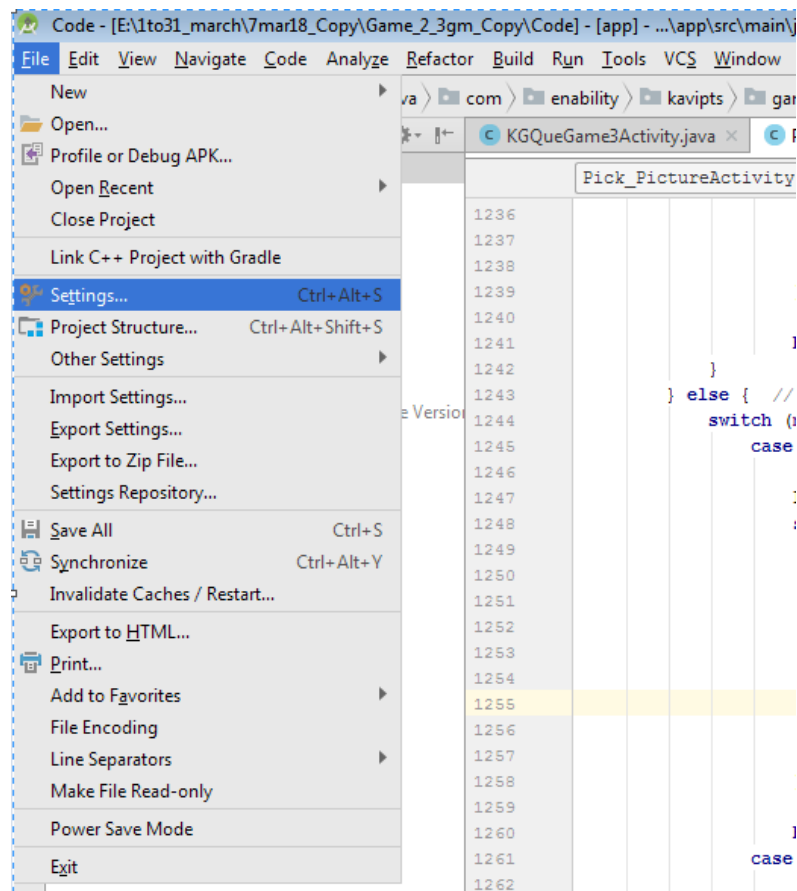 Code - [E:\1to31_march\7mar18_Copy\Game_2_3gm_Copy\Code] - [app] - ...\app\src\main\j
File Edit View Navigate Code Analyze Refactor Build Run Tools VCS Window
New
com enability kavipts
Open...
KGQueGame3Activity.java
Profile or Debug APK...
Open Recent
Pick_PictureActivity
Close Project
Link C++ Project with Gradle
Settings... Ctrl+Alt+S
Project Structure... Ctrl+Alt+Shift+S
Other Settings
Import Settings...
Export Settings...
Export to Zip File...
Settings Repository...
Save All Ctrl+S
Synchronize Ctrl+Alt+Y
Invalidate Caches / Restart...
Export to HTML...
Print...
Add to Favorites
File Encoding
Line Separators
Make File Read-only
Power Save Mode
Exit
1236
1237
1238
1239
1240
1241
1242 }
1243 } else { //
1244 switch (
1245 case
1246
1247
1248
1249
1250
1251
1252
1253
1254
1255
1256
1257
1258
1259
1260
1261 case
1262